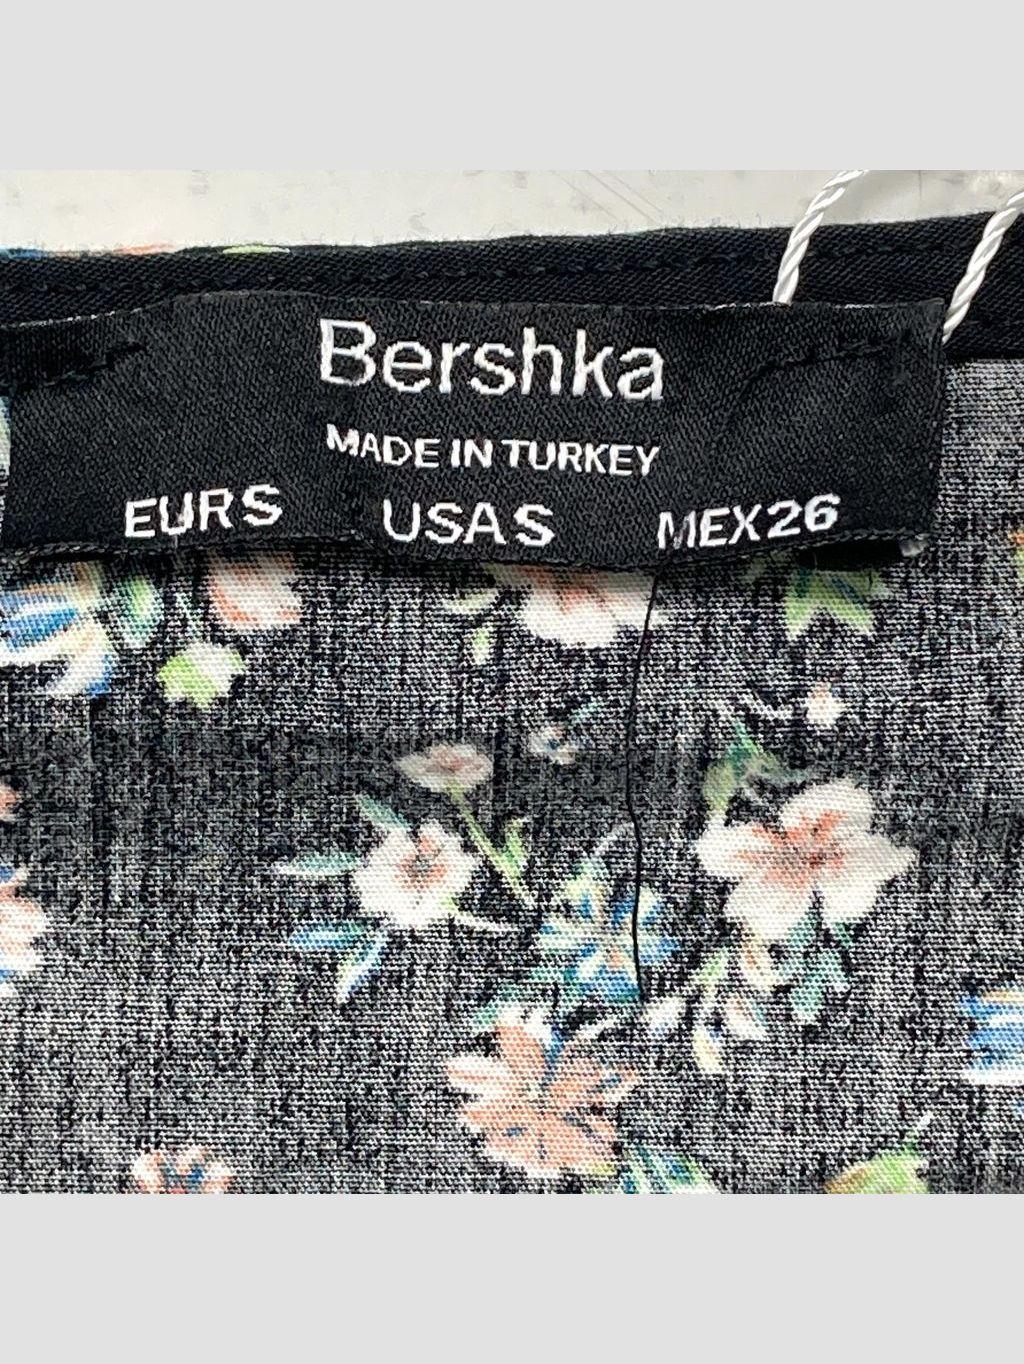 Bershka
MADE IN TURKEY
EUR S USA S MEX 26